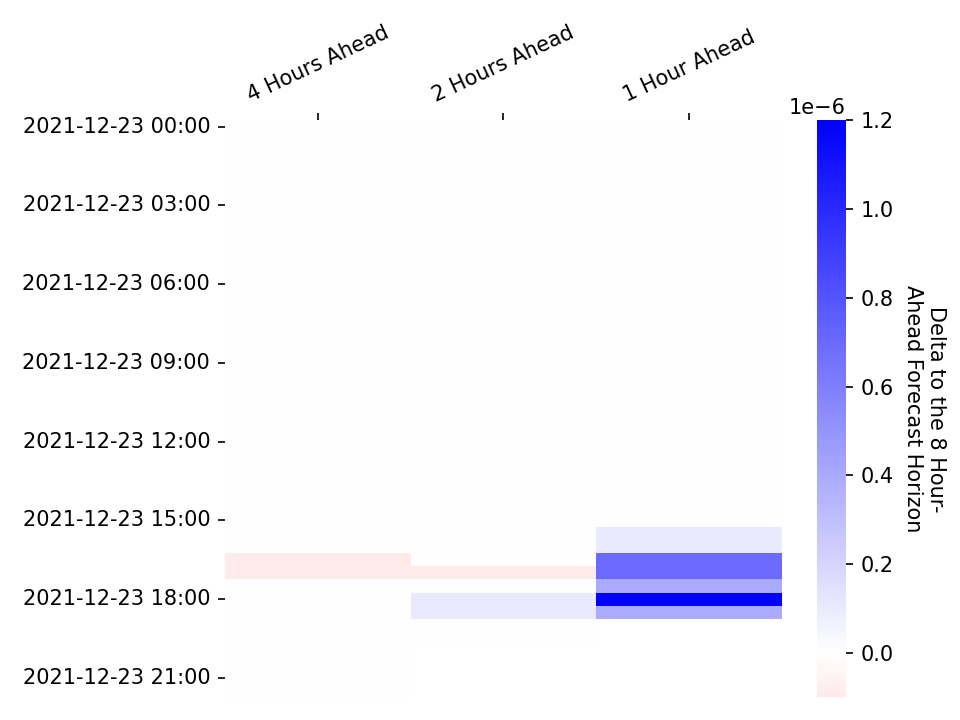 4 Hours Ahead
2 Hours Ahead
1 Hour Ahead
1e−6
2021-12-23 00:00
2021-12-23 03:00
2021-12-23 06:00
2021-12-23 09:00
2021-12-23 12:00
2021-12-23 15:00
2021-12-23 18:00
2021-12-23 21:00
1.2
1.0
0.8
0.6
0.4
0.2
0.0
Delta to the 8 Hour-
Ahead Forecast Horizon